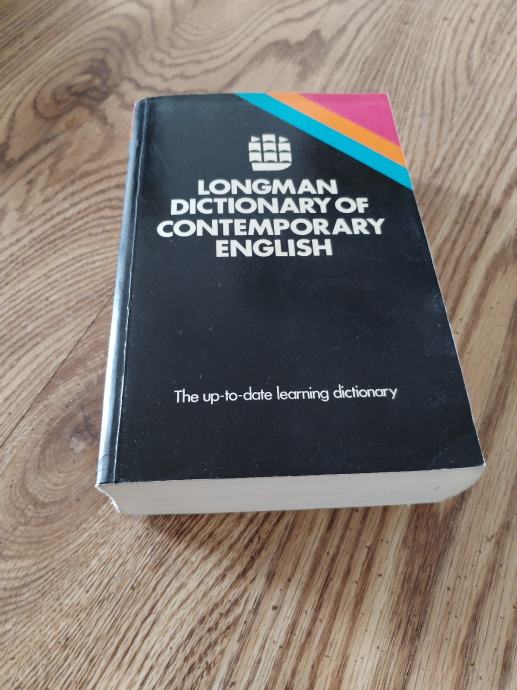 LONGMAN
DICTIONARY OF
CONTEMPORARY
ENGLISH
The up-to-date learning dictionary